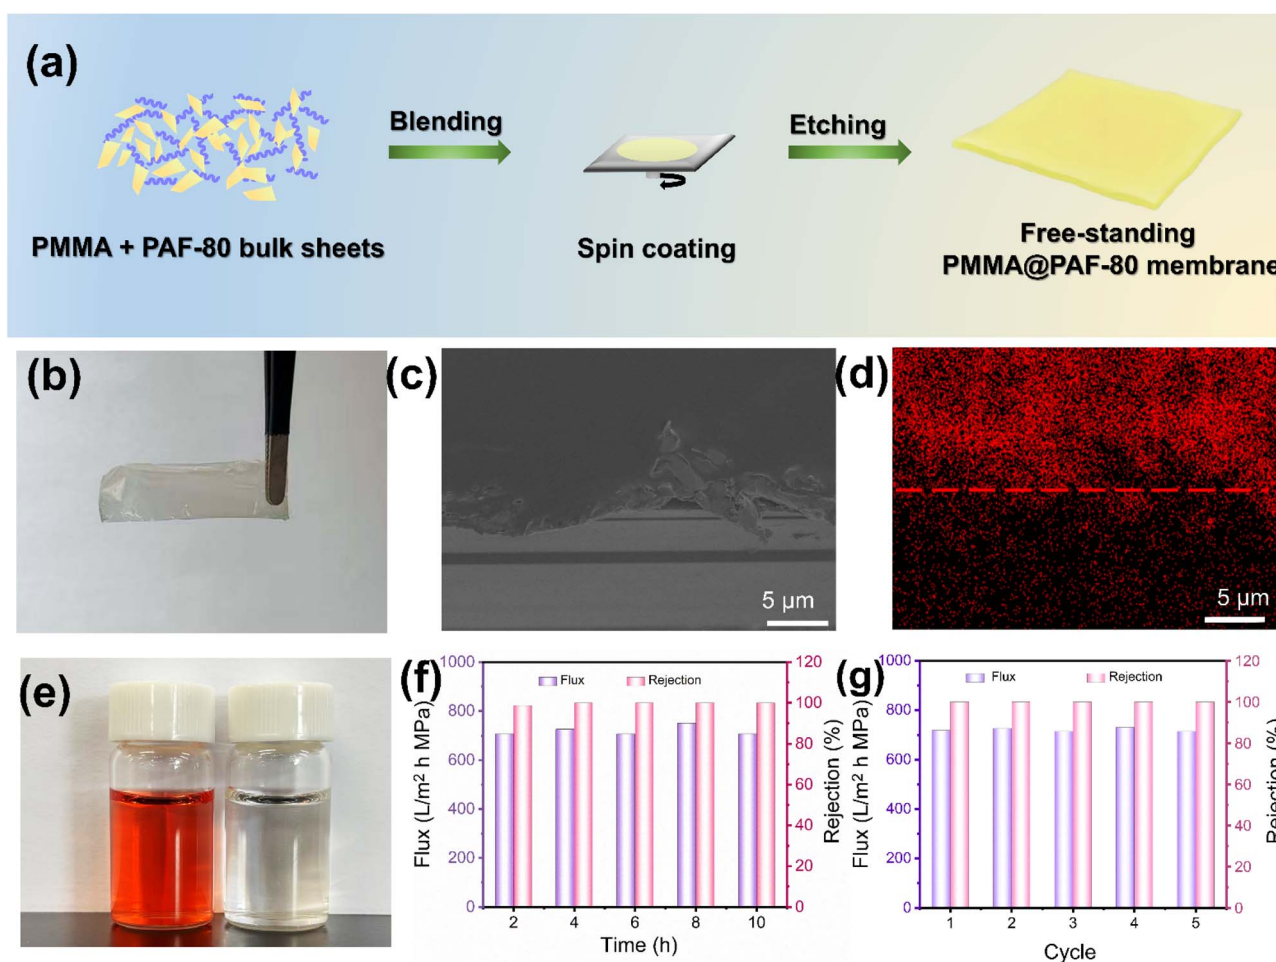 (a)
Blending
Etching
PMMA + PAF-80 bulk sheets
Spin coating
Free-standing
PMMA@PAF-80 membrane
(b)
(c)
5 μm
(d)
5 μm
(e)
(f)
Flux (L/m² h MPa)
1000
800
600
400
200
0
Flux
Rejection
120
100
80
60
40
20
0
Rejection (%)
2 4 6 8 10
Time (h)
(g)
Flux (L/m² h MPa)
1000
800
600
400
200
0
Flux
Rejection
120
100
80
60
40
20
0
Rejection (%)
1 2 3 4 5
Cycle